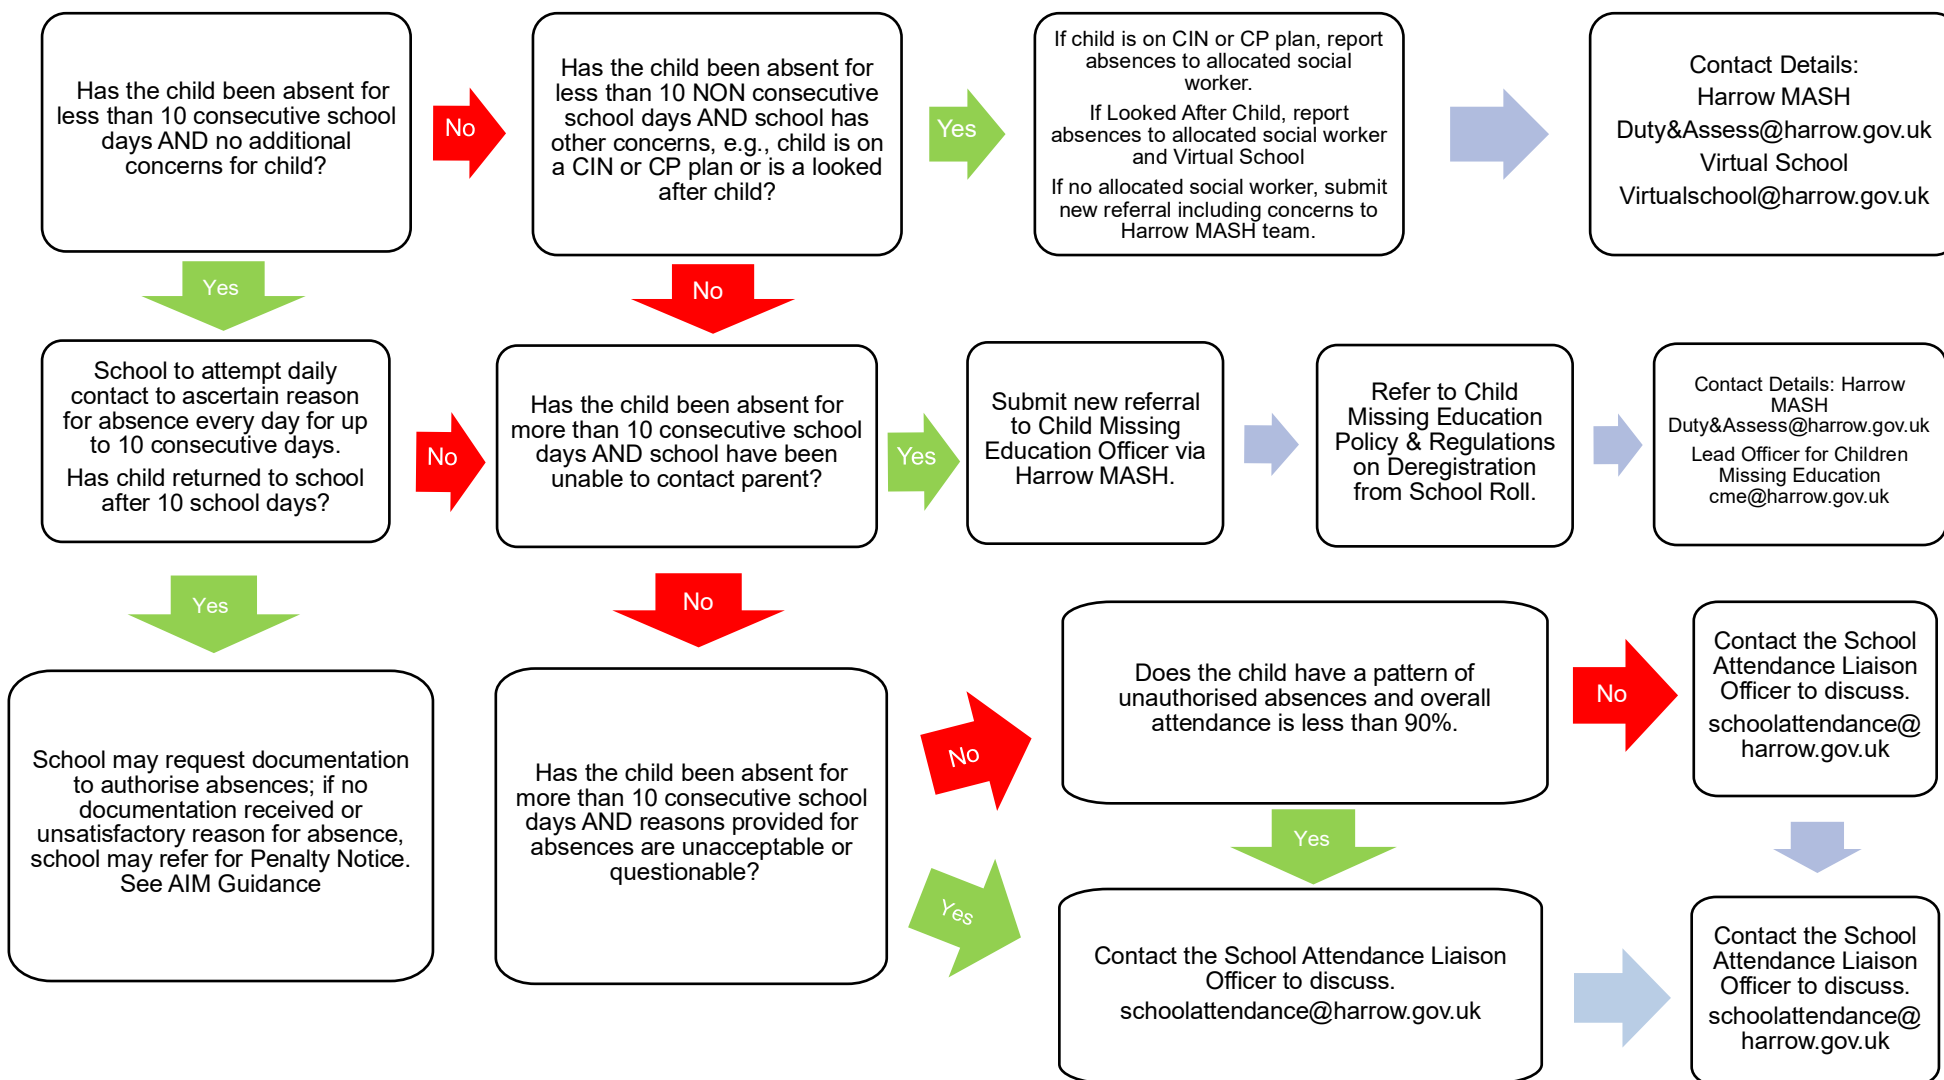 Has the child been absent for
less than 10 consecutive school
days AND no additional
concerns for child?
No
Has the child been absent for
less than 10 NON consecutive
school days AND school has
other concerns, e.g., child is on
a CIN or CP plan or is a looked
after child?
Yes
If child is on CIN or CP plan, report
absences to allocated social
worker.
If Looked After Child, report
absences to allocated social worker
and Virtual School
If no allocated social worker, submit
new referral including concerns to
Harrow MASH team.
Contact Details:
Harrow MASH
Duty&Assess@harrow.gov.uk
Virtual School
Virtualschool@harrow.gov.uk
Yes
No
School to attempt daily
contact to ascertain reason
for absence every day for up
to 10 consecutive days.
Has child returned to school
after 10 school days?
No
Has the child been absent for
more than 10 consecutive school
days AND school have been
unable to contact parent?
Yes
Submit new referral
to Child Missing
Education Officer via
Harrow MASH.
Refer to Child
Missing Education
Policy & Regulations
on Deregistration
from School Roll.
Contact Details: Harrow
MASH
Duty&Assess@harrow.gov.uk
Lead Officer for Children
Missing Education
cme@harrow.gov.uk
Yes
No
School may request documentation
to authorise absences; if no
documentation received or
unsatisfactory reason for absence,
school may refer for Penalty Notice.
See AIM Guidance
Has the child been absent for
more than 10 consecutive school
days AND reasons provided for
absences are unacceptable or
questionable?
No
Does the child have a pattern of
unauthorised absences and overall
attendance is less than 90%.
No
Contact the School
Attendance Liaison
Officer to discuss.
schoolattendance@
harrow.gov.uk
Yes
Yes
Contact the School Attendance Liaison
Officer to discuss.
schoolattendance@harrow.gov.uk
Contact the School
Attendance Liaison
Officer to discuss.
schoolattendance@
harrow.gov.uk